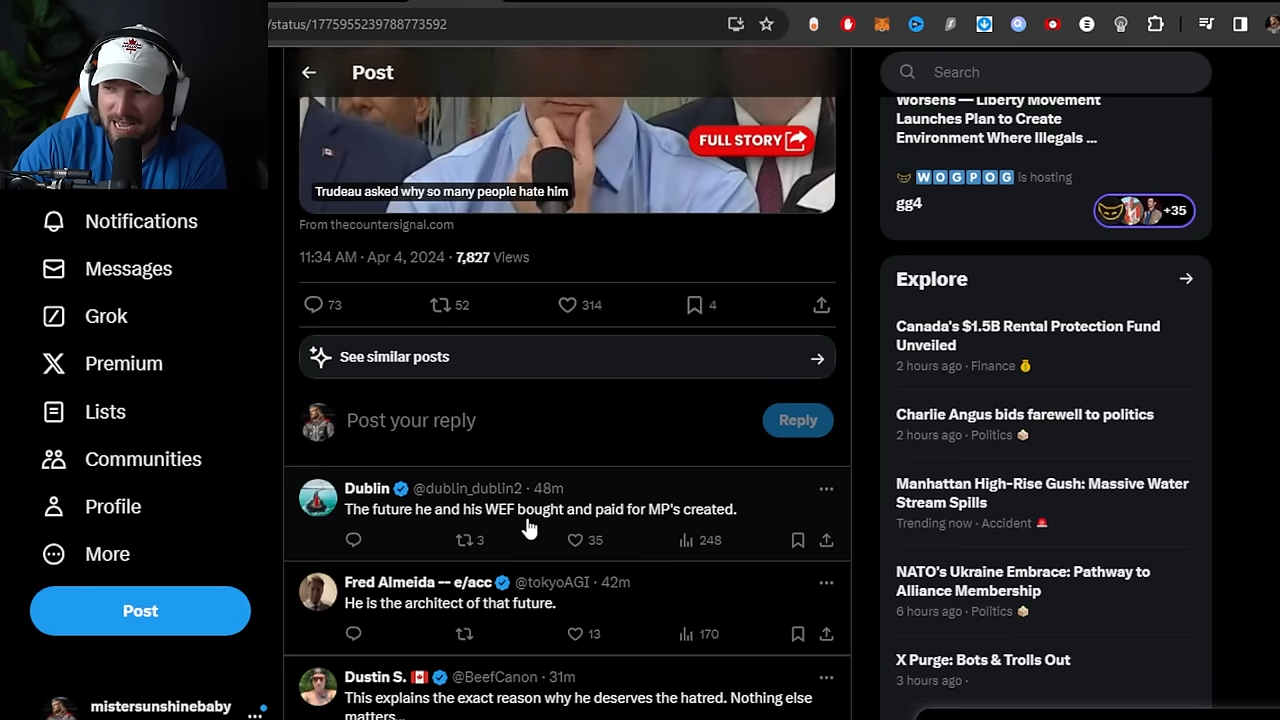 /status/1775955239788773592
Post
FULL STORY
Trudeau asked why so many people hate him
From thecountersignal.com
11:34 AM · Apr 4, 2024 · 7,827 Views
73
52
314
4
See similar posts
Post your reply
Reply
Dublin @dublin_dublin2 · 48m
The future he and his WEF bought and paid for MP's created.
3
35
248
Fred Almeida -- e/acc @tokyoAGI · 42m
He is the architect of that future.
13
170
Dustin S. @BeefCanon · 31m
This explains the exact reason why he deserves the hatred. Nothing else
matters...
Notifications
Messages
Grok
Premium
Lists
Communities
Profile
More
Post
mistersunshinebaby
Search
Worsens — Liberty Movement
Launches Plan to Create
Environment Where Illegals ...
WOGPOG is hosting
gg4
+35
Explore
Canada's $1.5B Rental Protection Fund
Unveiled
2 hours ago · Finance
Charlie Angus bids farewell to politics
2 hours ago · Politics
Manhattan High-Rise Gush: Massive Water
Stream Spills
Trending now · Accident
NATO's Ukraine Embrace: Pathway to
Alliance Membership
6 hours ago · Politics
X Purge: Bots & Trolls Out
3 hours ago ·